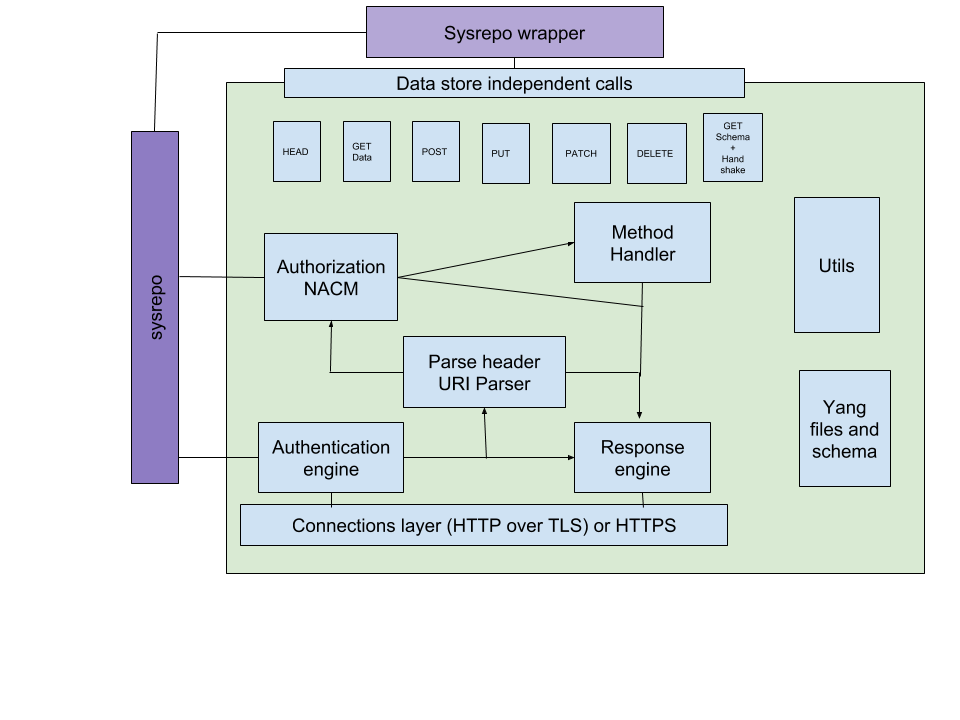 Sysrepo wrapper
Data store independent calls
HEAD
GET
Data
POST
PUT
PATCH
DELETE
GET
Schema
+
Hand
shake
Method
Handler
Authorization
NACM
Utils
sysrepo
Parse header
URI Parser
Yang
files and
schema
Authentication
engine
Response
engine
Connections layer (HTTP over TLS) or HTTPS